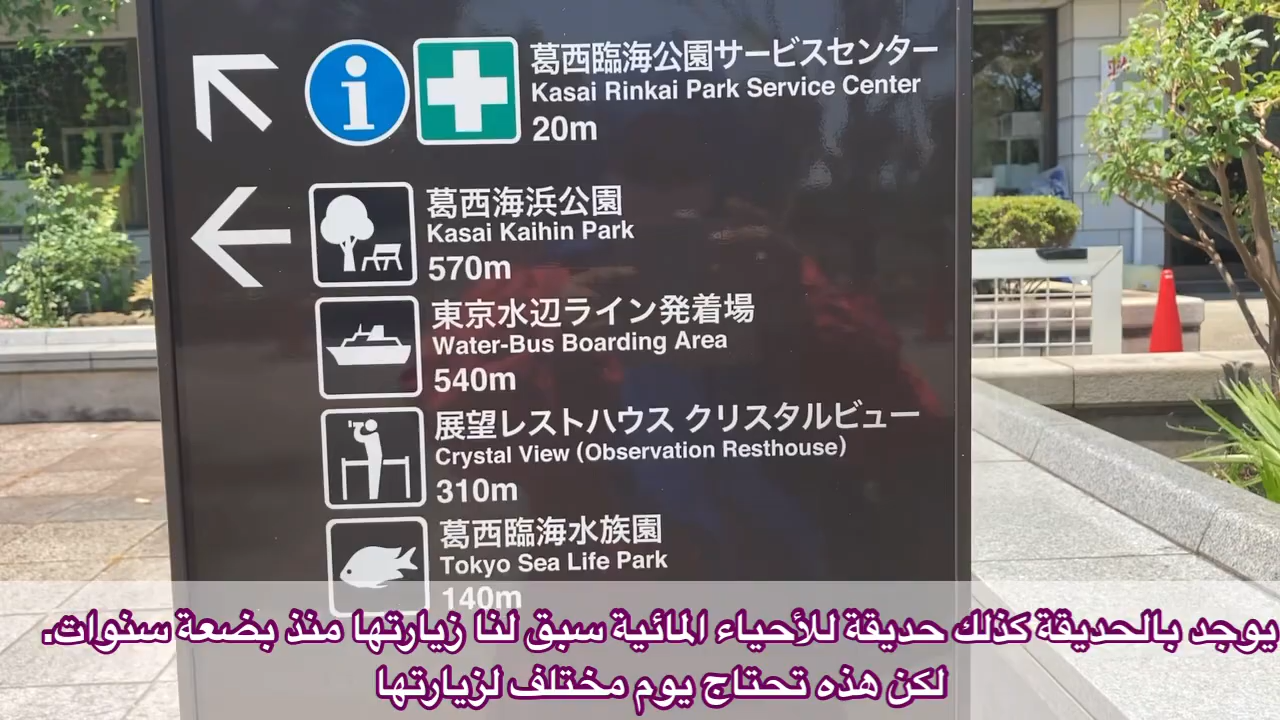 葛西臨海公園サービスセンター
Kasai Rinkai Park Service Center
20m
葛西海浜公園
Kasai Kaihin Park
570m
東京水辺ライン発着場
Water-Bus Boarding Area
540m
展望レストハウス クリスタルビュー
Crystal View (Observation Resthouse)
310m
葛西臨海水族園
Tokyo Sea Life Park
140m
يوجد بالحديقة كذلك حديقة للأحياء المائية سبق لنا زيارتها منذ بضعة سنوات.
لكن هذه تحتاج يوم مختلف لزيارتها